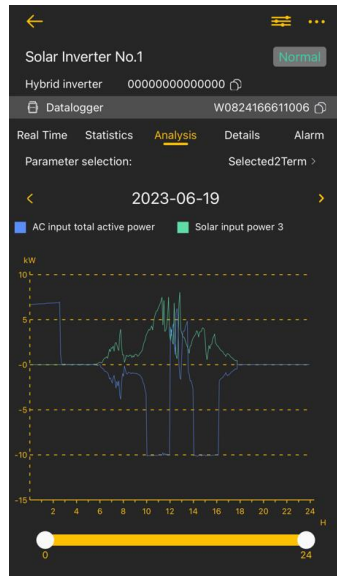 Solar Inverter No.1
Normal
Hybrid inverter 00000000000000
Datalogger W0824166611006
Real Time Statistics Analysis Details Alarm
Parameter selection: Selected2Term >
< 2023-06-19 >
AC input total active power Solar input power 3
kW
10
5
-0
-5
-10
-15
2 4 6 8 10 12 14 16 18 20 22 24
H
0 24